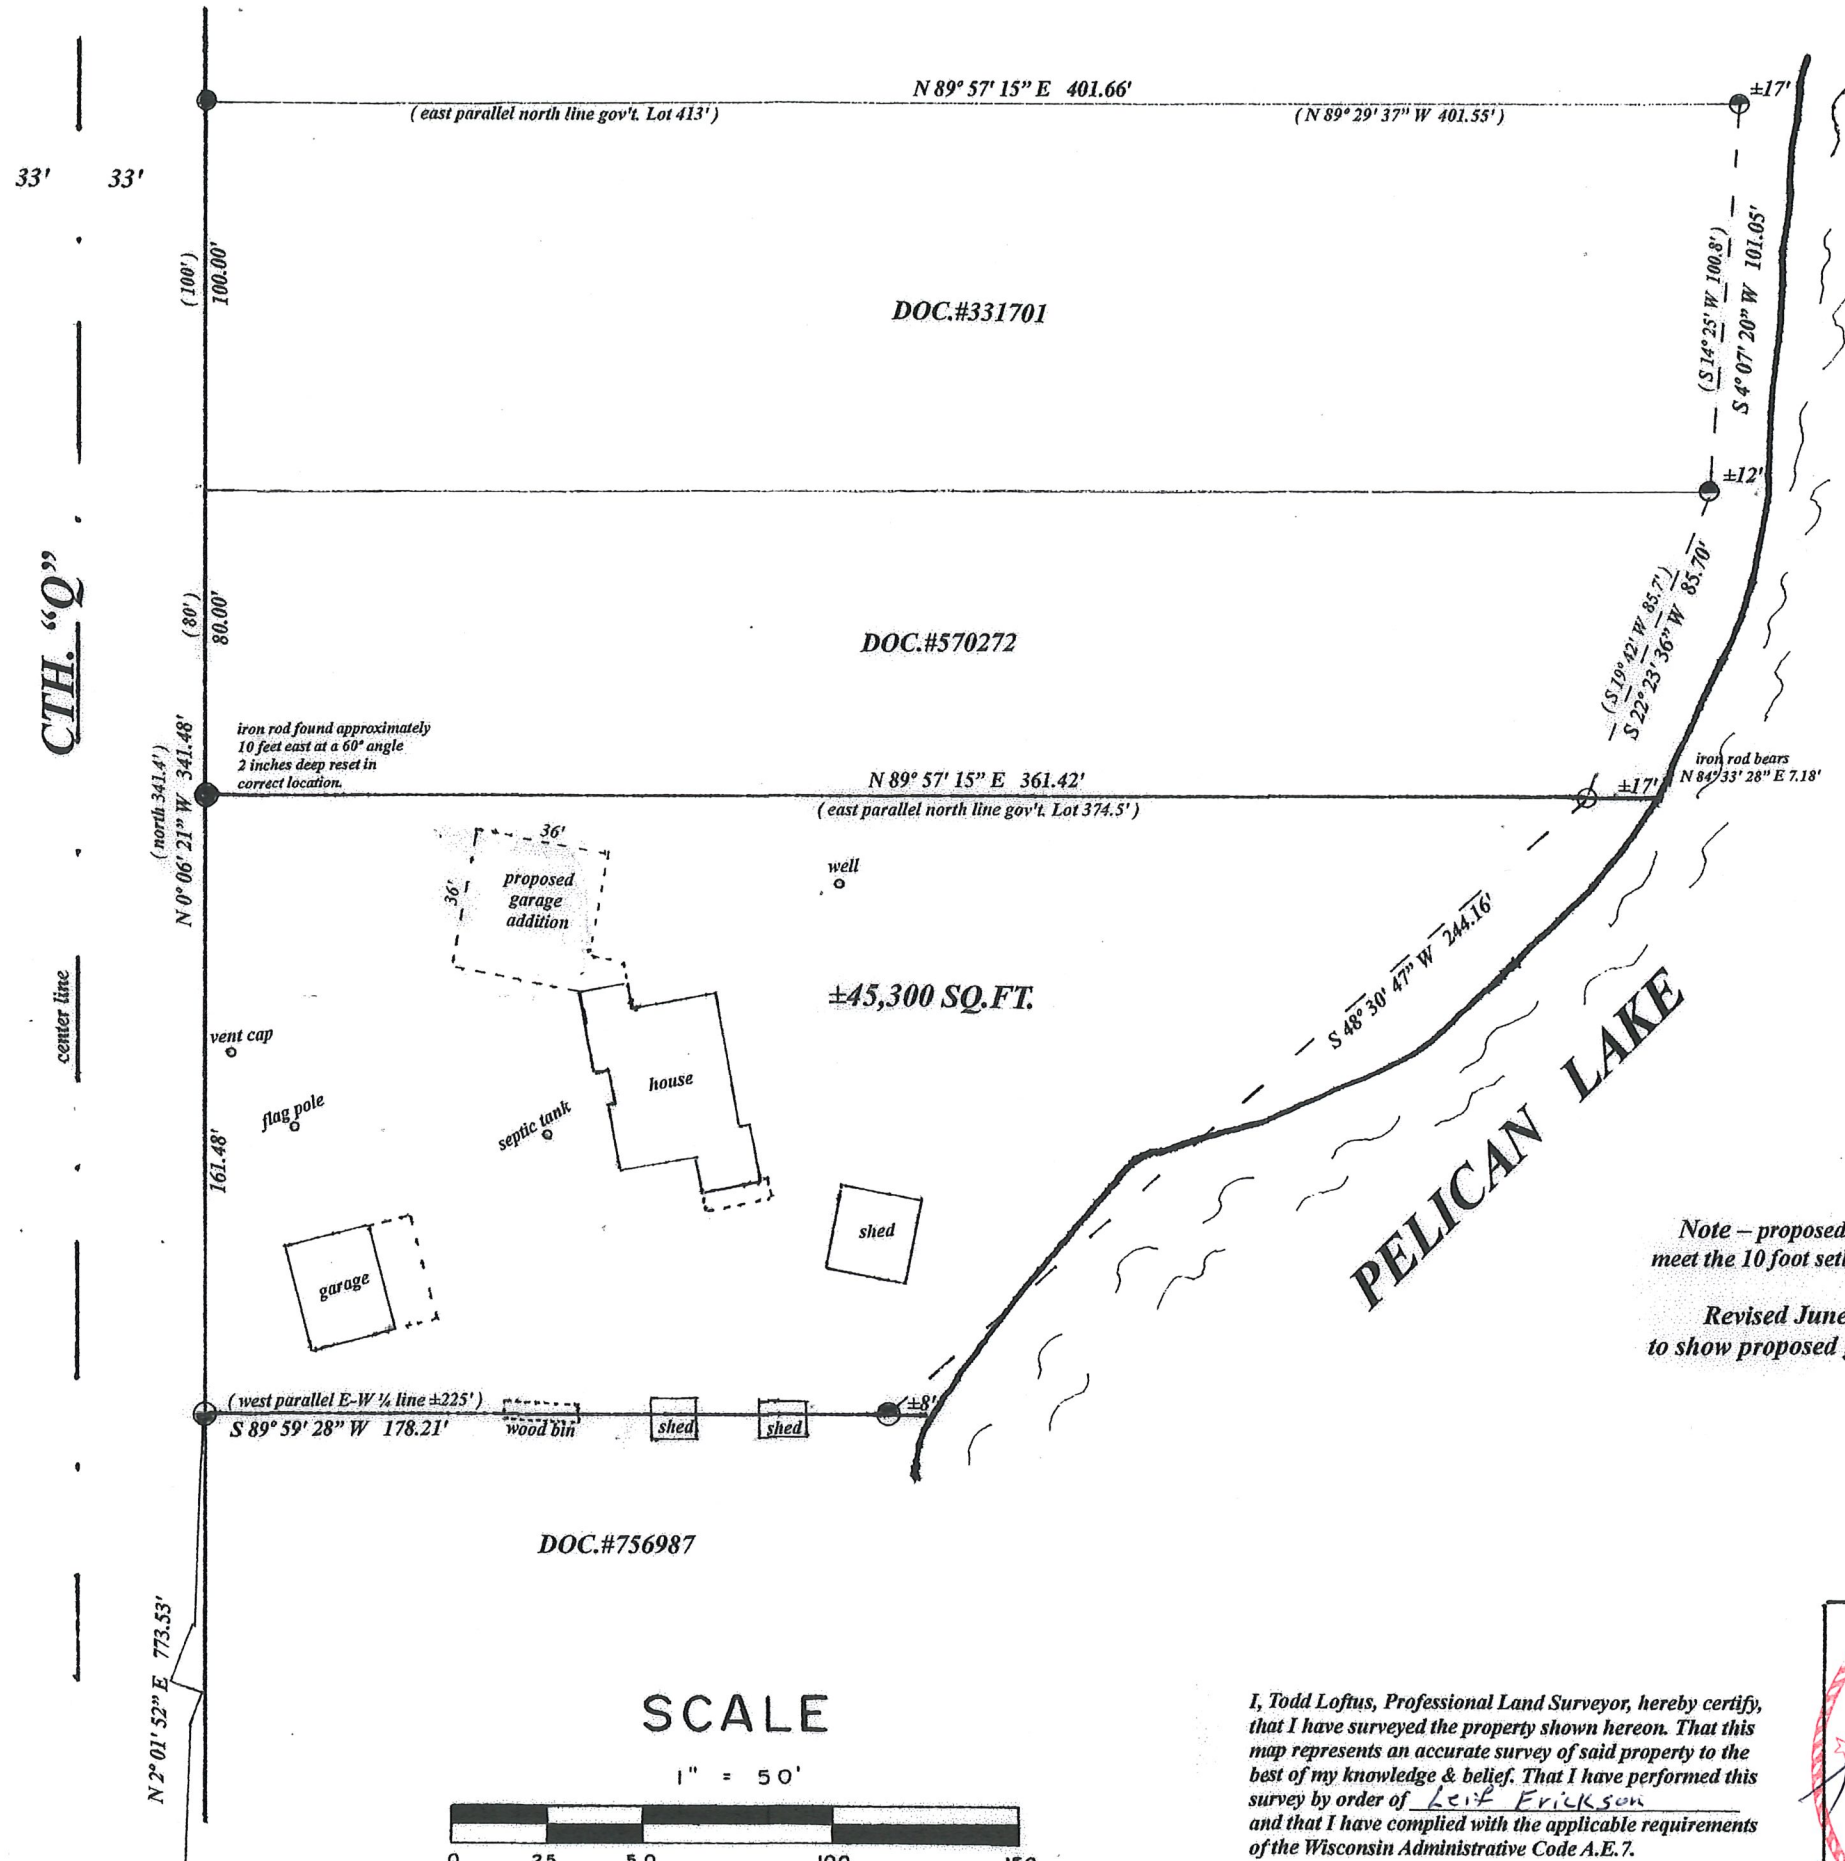 N 89° 57' 15” E 401.66'
±17'
( east parallel north line gov't. Lot 413' )
( N 89° 29' 37” W 401.55' )
33' 33'
( 100' )
100.00'
( S 14° 25' W 100.8' )
S 4° 07' 20” W 101.05'
DOC.#331701
±12'
CTH. “Q”
( 80' )
80.00'
DOC.#570272
( S 19° 42' W 85.7' )
S 22° 23' 36” W 85.70'
( north 341.4' )
N 0° 06' 21” W 341.48'
iron rod found approximately
10 feet east at a 60° angle
2 inches deep reset in
correct location.
N 89° 57' 15” E 361.42'
( east parallel north line gov't. Lot 374.5' )
±17'
iron rod bears
N 84° 33' 28” E 7.18'
36'
36'
proposed
garage
addition
well
±45,300 SQ.FT.
S 48° 30' 47” W 244.16'
center line
vent cap
flag pole
septic tank
house
161.48'
shed
garage
PELICAN LAKE
Note – proposed
meet the 10 foot
Revised June
to show proposed
( west parallel E-W ¼ line ±225' )
S 89° 59' 28” W 178.21'
wood bin
shed
shed
±8'
DOC.#756987
N 2° 01' 52” E 773.53'
SCALE
1" = 50'
0 25 50 100 150
I, Todd Loftus, Professional Land Surveyor, hereby certify,
that I have surveyed the property shown hereon. That this
map represents an accurate survey of said property to the
best of my knowledge & belief. That I have performed this
survey by order of Leif Erickson
and that I have complied with the applicable requirements
of the Wisconsin Administrative Code A.E.7.